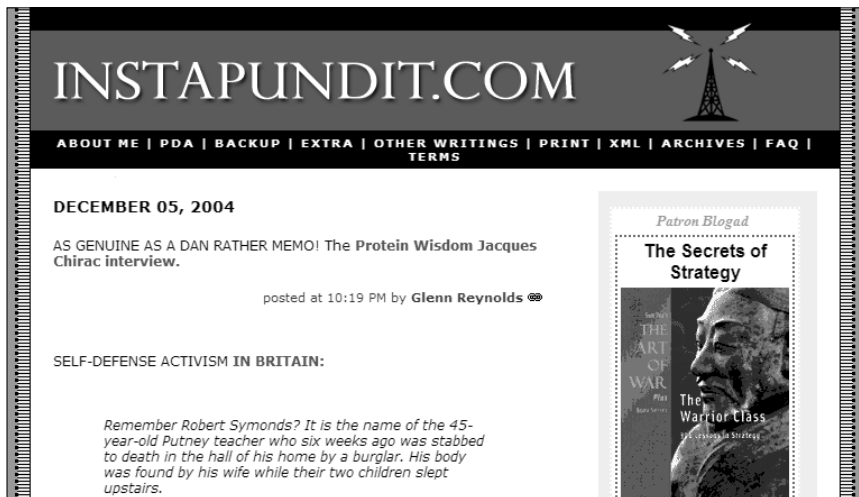 INSTAPUNDIT.COM
ABOUT ME | PDA | BACKUP | EXTRA | OTHER WRITINGS | PRINT | XML | ARCHIVES | FAQ |
TERMS
DECEMBER 05, 2004
AS GENUINE AS A DAN RATHER MEMO! The Protein Wisdom Jacques
Chirac interview.
posted at 10:19 PM by Glenn Reynolds
SELF-DEFENSE ACTIVISM IN BRITAIN:
Remember Robert Symonds? It is the name of the 45-
year-old Putney teacher who six weeks ago was stabbed
to death in the hall of his home by a burglar. His body
was found by his wife while their two children slept
upstairs.
Patron Blogad
The Secrets of
Strategy
THE
ART
OF
WAR
Plus
The
Warrior Class